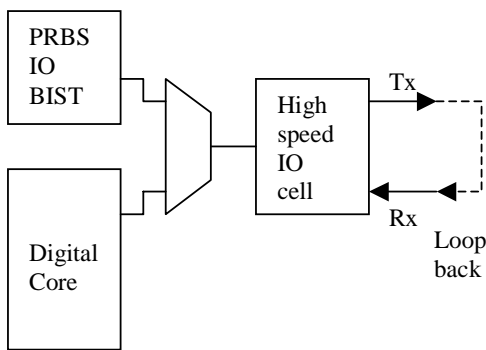 PRBS
IO
BIST
High
speed
IO
cell
Tx
Rx
Loop
back
Digital
Core